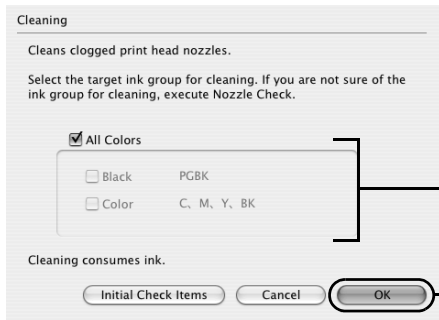 Cleaning
Cleans clogged print head nozzles.
Select the target ink group for cleaning. If you are not sure of the
ink group for cleaning, execute Nozzle Check.
All Colors
Black PGBK
Color C、M、Y、BK
Cleaning consumes ink.
Initial Check Items Cancel OK